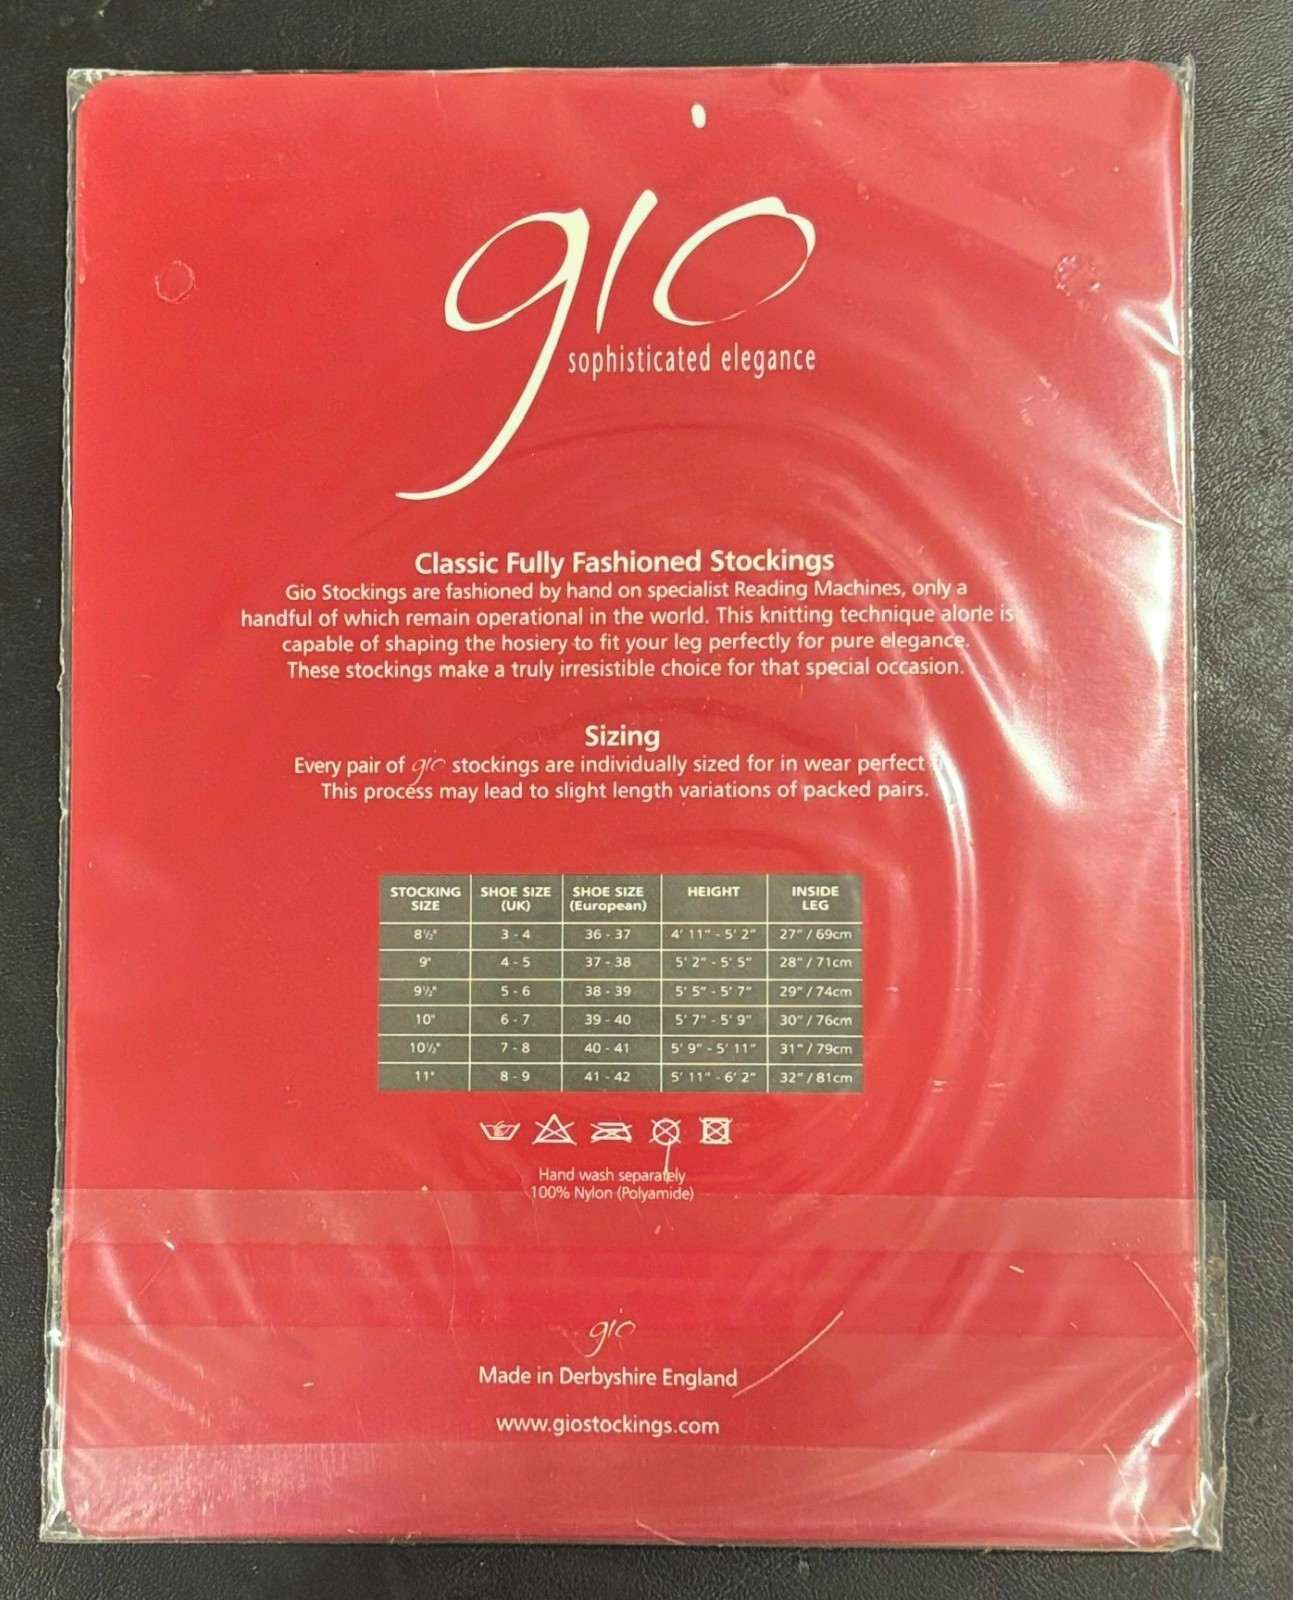 gio
sophisticated elegance
Classic Fully Fashioned Stockings
Gio Stockings are fashioned by hand on specialist Reading Machines, only a
handful of which remain operational in the world. This knitting technique alone is
capable of shaping the hosiery to fit your leg perfectly for pure elegance.
These stockings make a truly irresistible choice for that special occasion.
Sizing
Every pair of gio stockings are individually sized for in wear perfect
This process may lead to slight length variations of packed pairs.
STOCKING SIZE SHOE SIZE (UK) SHOE SIZE (European) HEIGHT INSIDE LEG
8½" 3 - 4 36 - 37 4' 11" - 5' 2" 27" / 69cm
9" 4 - 5 37 - 38 5' 2" - 5' 5" 28" / 71cm
9½" 5 - 6 38 - 39 5' 5" - 5' 7" 29" / 74cm
10" 6 - 7 39 - 40 5' 7" - 5' 9" 30" / 76cm
10½" 7 - 8 40 - 41 5' 9" - 5' 11" 31" / 79cm
11" 8 - 9 41 - 42 5' 11" - 6' 2" 32" / 81cm
Hand wash separately
100% Nylon (Polyamide)
gio
Made in Derbyshire England
www.giostockings.com